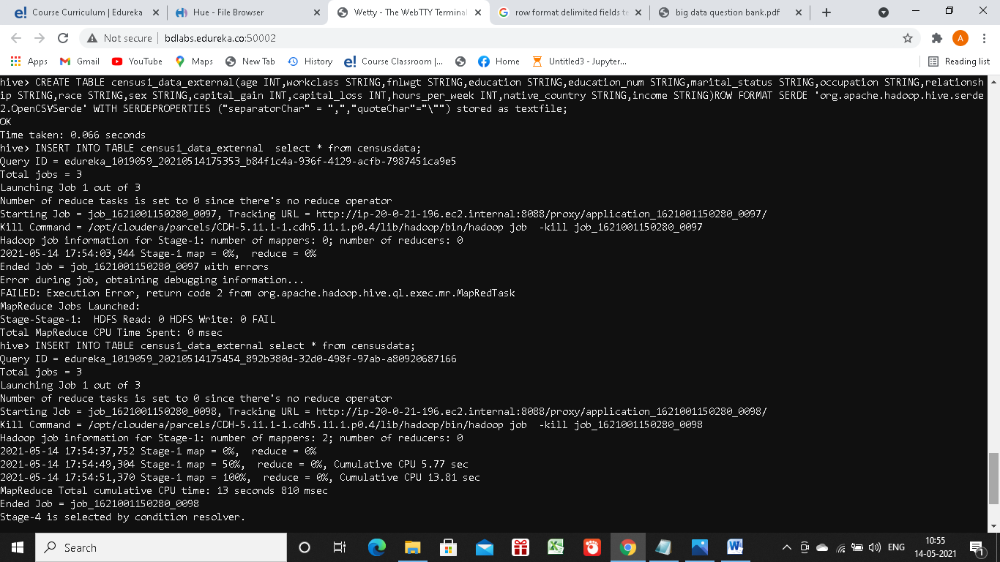 Course Curriculum | Edureka
Hue - File Browser
Wetty - The WebTTY Terminal
row format delimited fields te
big data question bank.pdf
Not secure | bdlabs.edureka.co:50002
A
Apps
Gmail
YouTube
Maps
New Tab
History
Course Classroom |...
Home
Untitled3 - Jupyter...
Reading list
hive> CREATE TABLE census1_data_external(age INT,workclass STRING,fnlwgt STRING,education STRING,education_num STRING,marital_status STRING,occupation STRING,relationsh
ip STRING,race STRING,sex STRING,capital_gain INT,capital_loss INT,hours_per_week INT,native_country STRING,income STRING)ROW FORMAT SERDE 'org.apache.hadoop.hive.serde
2.OpenCSVSerde' WITH SERDEPROPERTIES ("separatorChar" = ",","quoteChar"="\"") stored as textfile;
OK
Time taken: 0.066 seconds
hive> INSERT INTO TABLE census1_data_external  select * from censusdata;
Query ID = edureka_1019059_20210514175353_b84f1c4a-936f-4129-acfb-7987451ca9e5
Total jobs = 3
Launching Job 1 out of 3
Number of reduce tasks is set to 0 since there's no reduce operator
Starting Job = job_1621001150280_0097, Tracking URL = http://ip-20-0-21-196.ec2.internal:8088/proxy/application_1621001150280_0097/
Kill Command = /opt/cloudera/parcels/CDH-5.11.1-1.cdh5.11.1.p0.4/lib/hadoop/bin/hadoop job  -kill job_1621001150280_0097
Hadoop job information for Stage-1: number of mappers: 0; number of reducers: 0
2021-05-14 17:54:03,944 Stage-1 map = 0%,  reduce = 0%
Ended Job = job_1621001150280_0097 with errors
Error during job, obtaining debugging information...
FAILED: Execution Error, return code 2 from org.apache.hadoop.hive.ql.exec.mr.MapRedTask
MapReduce Jobs Launched:
Stage-Stage-1:  HDFS Read: 0 HDFS Write: 0 FAIL
Total MapReduce CPU Time Spent: 0 msec
hive> INSERT INTO TABLE census1_data_external select * from censusdata;
Query ID = edureka_1019059_20210514175454_892b380d-32d0-498f-97ab-a80920687166
Total jobs = 3
Launching Job 1 out of 3
Number of reduce tasks is set to 0 since there's no reduce operator
Starting Job = job_1621001150280_0098, Tracking URL = http://ip-20-0-21-196.ec2.internal:8088/proxy/application_1621001150280_0098/
Kill Command = /opt/cloudera/parcels/CDH-5.11.1-1.cdh5.11.1.p0.4/lib/hadoop/bin/hadoop job  -kill job_1621001150280_0098
Hadoop job information for Stage-1: number of mappers: 2; number of reducers: 0
2021-05-14 17:54:37,752 Stage-1 map = 0%,  reduce = 0%
2021-05-14 17:54:49,304 Stage-1 map = 50%,  reduce = 0%, Cumulative CPU 5.77 sec
2021-05-14 17:54:51,370 Stage-1 map = 100%,  reduce = 0%, Cumulative CPU 13.81 sec
MapReduce Total cumulative CPU time: 13 seconds 810 msec
Ended Job = job_1621001150280_0098
Stage-4 is selected by condition resolver.
Search
ENG
10:55
14-05-2021
1